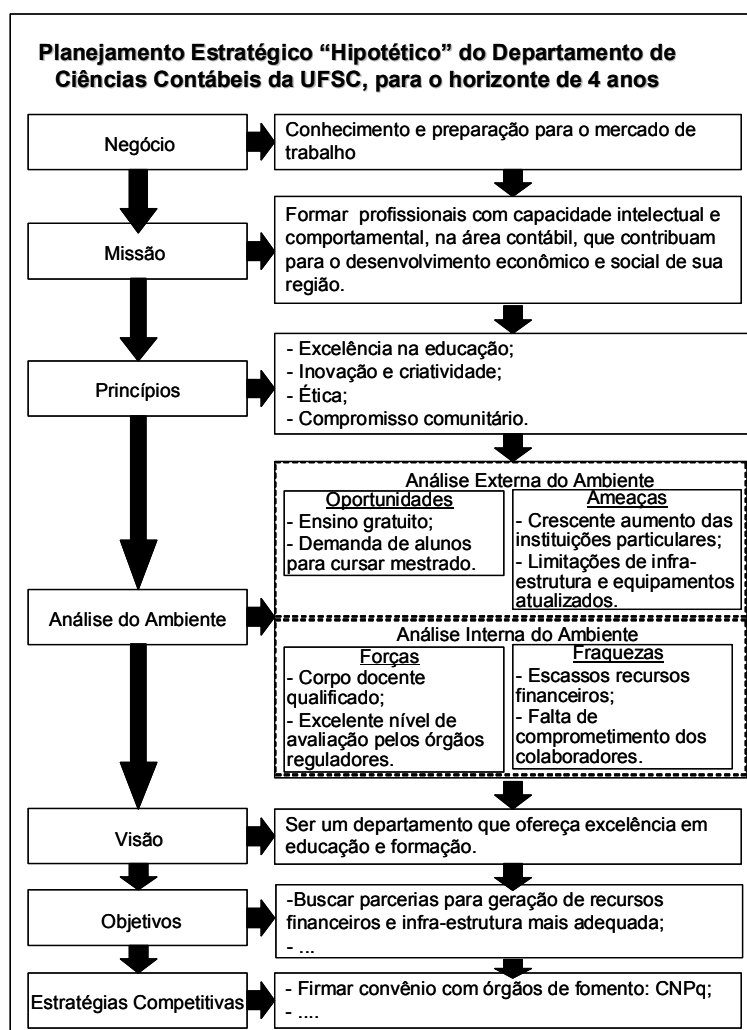 Planejamento Estratégico “Hipotético” do Departamento de
Ciências Contábeis da UFSC, para o horizonte de 4 anos
Negócio
Conhecimento e preparação para o mercado de
trabalho
Missão
Formar profissionais com capacidade intelectual e
comportamental, na área contábil, que contribuam
para o desenvolvimento econômico e social de sua
região.
Princípios
- Excelência na educação;
- Inovação e criatividade;
- Ética;
- Compromisso comunitário.
Análise do Ambiente
Análise Externa do Ambiente
Oportunidades
- Ensino gratuito;
- Demanda de alunos
para cursar mestrado.
Ameaças
- Crescente aumento das
instituições particulares;
- Limitações de infra-
estrutura e equipamentos
atualizados.
Análise Interna do Ambiente
Forças
- Corpo docente
qualificado;
- Excelente nível de
avaliação pelos órgãos
reguladores.
Fraquezas
- Escassos recursos
financeiros;
- Falta de
comprometimento dos
colaboradores.
Visão
Ser um departamento que ofereça excelência em
educação e formação.
Objetivos
-Buscar parcerias para geração de recursos
financeiros e infra-estrutura mais adequada;
- ...
Estratégias Competitivas
- Firmar convênio com órgãos de fomento: CNPq;
- ....